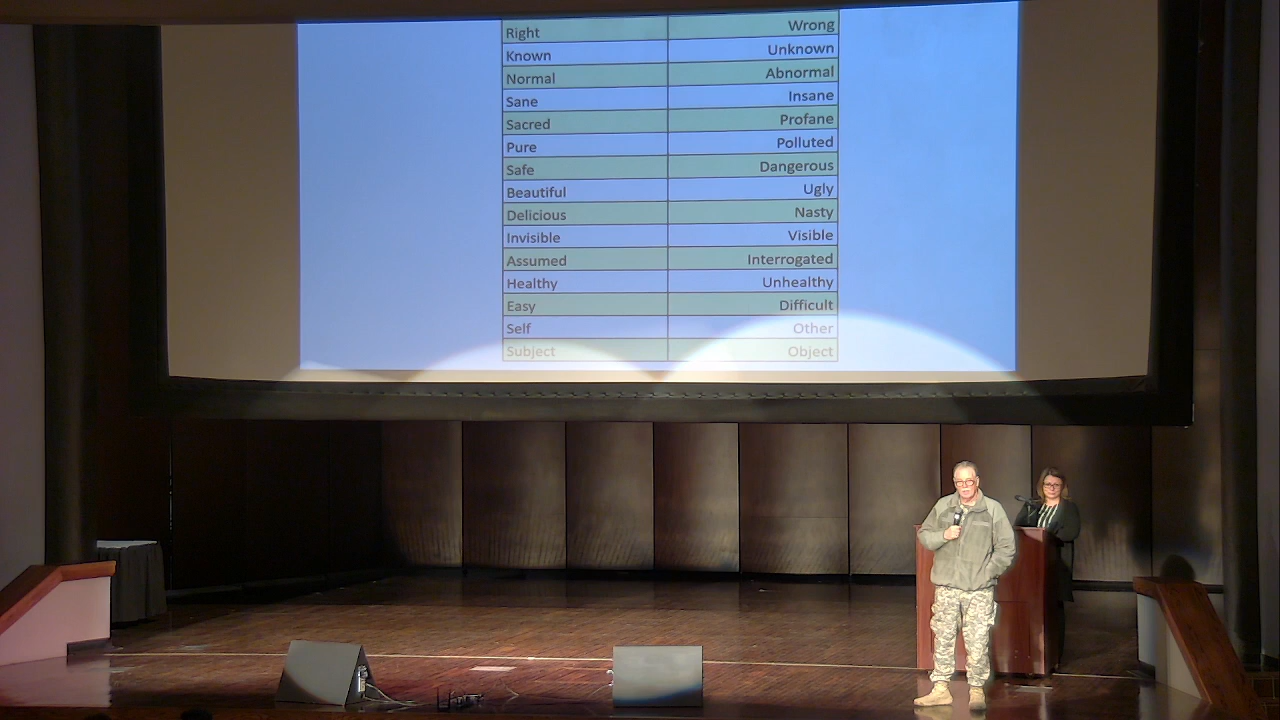 Right Wrong
Known Unknown
Normal Abnormal
Sane Insane
Sacred Profane
Pure Polluted
Safe Dangerous
Beautiful Ugly
Delicious Nasty
Invisible Visible
Assumed Interrogated
Healthy Unhealthy
Easy Difficult
Self Other
Subject Object